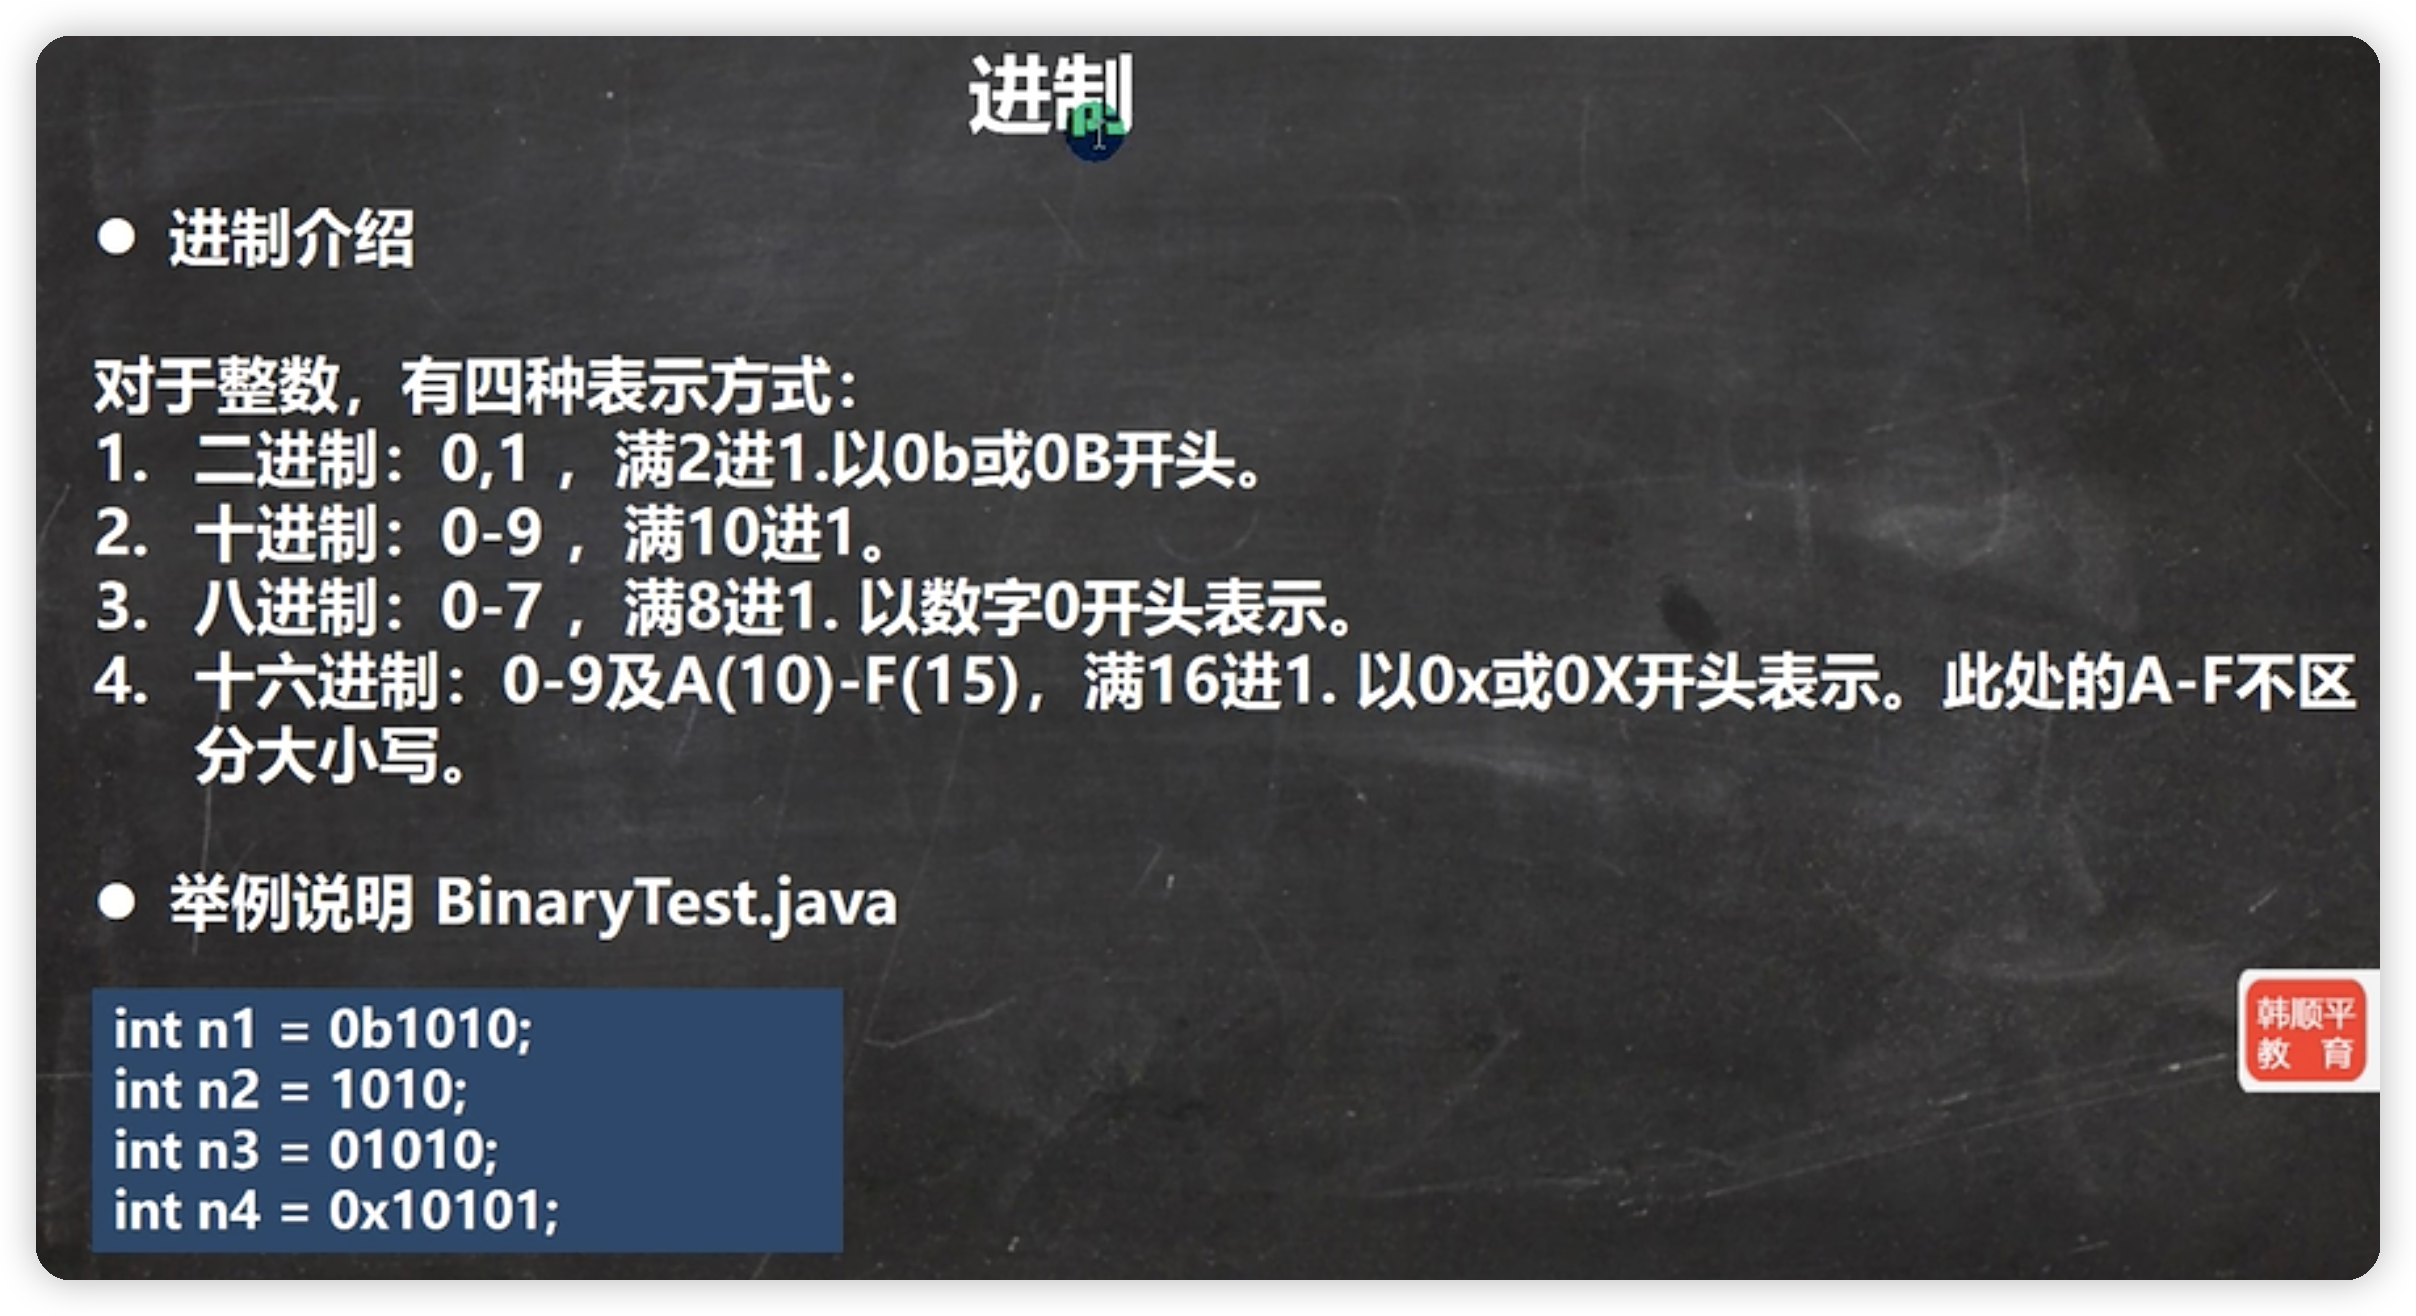 进制
● 进制介绍
对于整数，有四种表示方式：
1. 二进制：0,1 ，满2进1.以0b或0B开头。
2. 十进制：0-9 ，满10进1。
3. 八进制：0-7 ，满8进1. 以数字0开头表示。
4. 十六进制：0-9及A(10)-F(15)，满16进1. 以0x或0X开头表示。此处的A-F不区
分大小写。
● 举例说明 BinaryTest.java
int n1 = 0b1010;
int n2 = 1010;
int n3 = 01010;
int n4 = 0x10101;
韩顺平
教 育